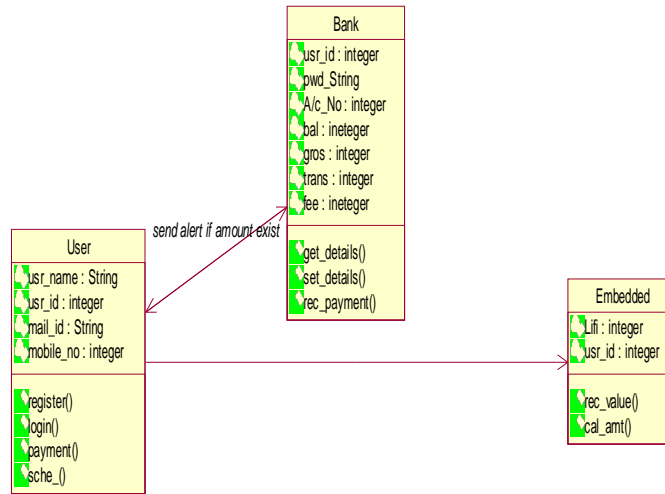 Bank
usr_id : integer
pwd_String
A/c_No : integer
bal : ineteger
gros : integer
trans : integer
fee : ineteger
get_details()
set_details()
rec_payment()
send alert if amount exist
User
usr_name : String
usr_id : integer
mail_id : String
mobile_no : integer
register()
login()
payment()
sche_()
Embedded
Lifi : integer
usr_id : integer
rec_value()
cal_amt()